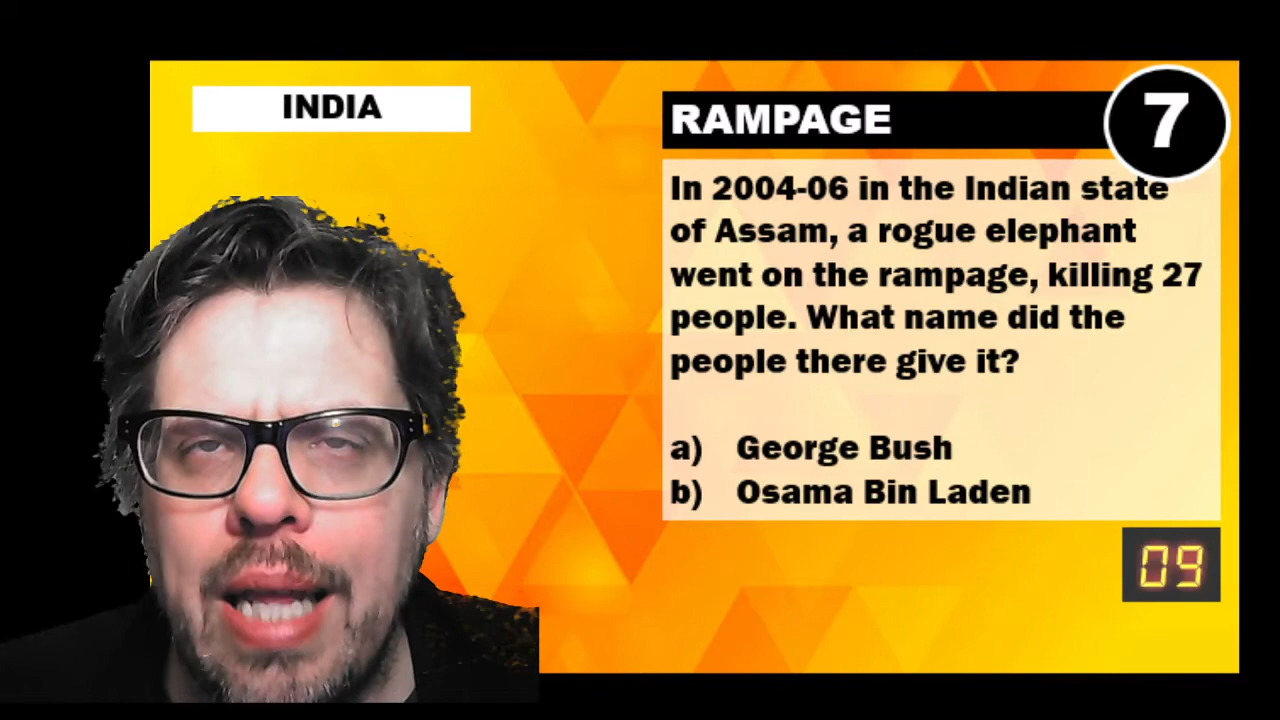 INDIA
RAMPAGE
7
In 2004-06 in the Indian state
of Assam, a rogue elephant
went on the rampage, killing 27
people. What name did the
people there give it?
a) George Bush
b) Osama Bin Laden
09